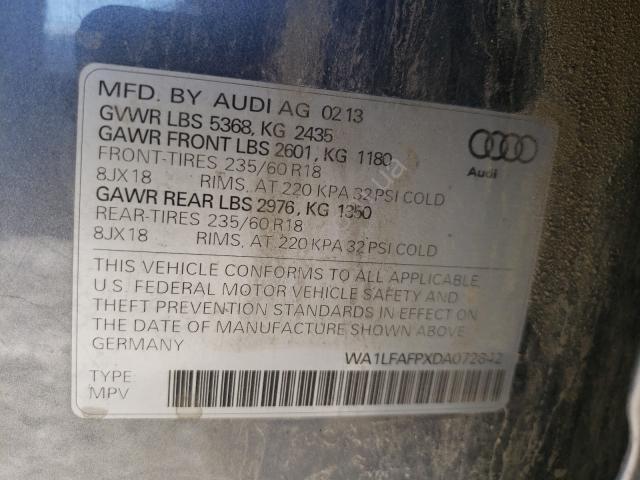 MFD. BY AUDI AG 02 13
GVWR LBS 5368, KG 2435
GAWR FRONT LBS 2601, KG 1180
FRONT-TIRES 235/60 R18
8JX18 RIMS, AT 220 KPA 32 PSI COLD
GAWR REAR LBS 2976, KG 1350
REAR-TIRES 235/60 R18
8JX18 RIMS, AT 220 KPA 32 PSI COLD
Audi
THIS VEHICLE CONFORMS TO ALL APPLICABLE
U.S. FEDERAL MOTOR VEHICLE SAFETY AND
THEFT PREVENTION STANDARDS IN EFFECT ON
THE DATE OF MANUFACTURE SHOWN ABOVE.
GERMANY
WA1LFAFPXDA072842
TYPE:
MPV